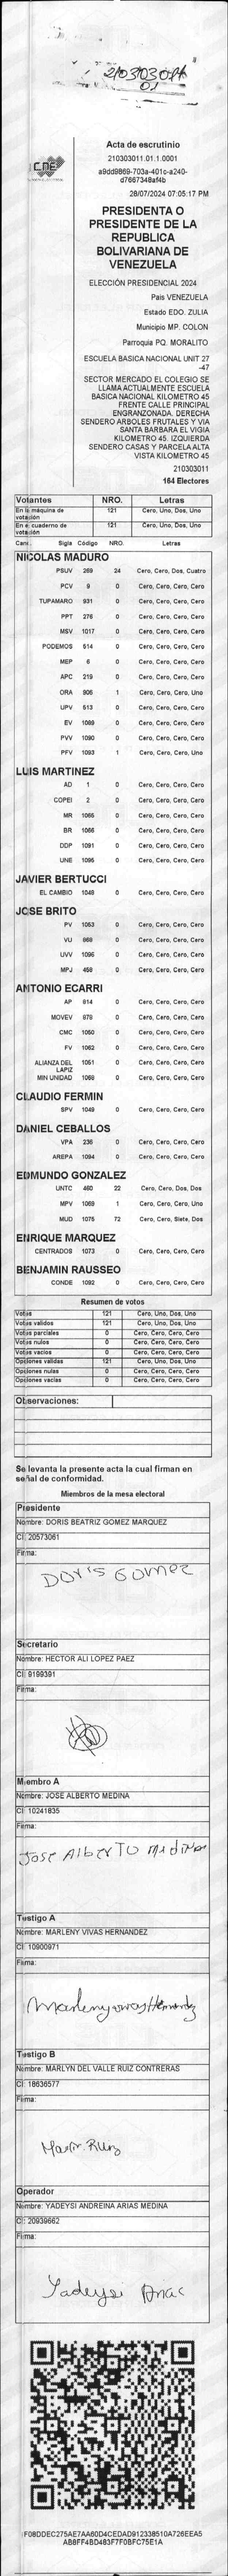 210303011
01
CNE
Acta de escrutinio
210303011.01.1.0001
a9dd9869-703a-401c-a240-
d7667348af4b
28/07/2024 07:05:17 PM
PRESIDENTA O
PRESIDENTE DE LA
REPUBLICA
BOLIVARIANA DE
VENEZUELA
ELECCIÓN PRESIDENCIAL 2024
Pais VENEZUELA
Estado EDO. ZULIA
Municipio MP. COLON
Parroquia PQ. MORALITO
ESCUELA BASICA NACIONAL UNIT 27
-47
SECTOR MERCADO EL COLEGIO SE
LLAMA ACTUALMENTE ESCUELA
BASICA NACIONAL KILOMETRO 45
FRENTE CALLE PRINCIPAL
ENGRANZONADA. DERECHA
SENDERO ARBOLES FRUTALES Y VIA
SANTA BARBARA EL VIGIA
KILOMETRO 45. IZQUIERDA
SENDERO CASAS Y PARCELA ALTA
VISTA KILOMETRO 45
210303011
164 Electores
Votantes NRO. Letras
En la máquina de votación 121 Cero, Uno, Dos, Uno
En el cuaderno de votación 121 Cero, Uno, Dos, Uno
Cand. Sigla Código NRO. Letras
NICOLAS MADURO
PSUV 269 24 Cero, Cero, Dos, Cuatro
PCV 9 0 Cero, Cero, Cero, Cero
TUPAMARO 931 0 Cero, Cero, Cero, Cero
PPT 276 0 Cero, Cero, Cero, Cero
MSV 1017 0 Cero, Cero, Cero, Cero
PODEMOS 514 0 Cero, Cero, Cero, Cero
MEP 6 0 Cero, Cero, Cero, Cero
APC 219 0 Cero, Cero, Cero, Cero
ORA 906 1 Cero, Cero, Cero, Uno
UPV 513 0 Cero, Cero, Cero, Cero
EV 1089 0 Cero, Cero, Cero, Cero
PVV 1090 0 Cero, Cero, Cero, Cero
PFV 1093 1 Cero, Cero, Cero, Uno
LUIS MARTINEZ
AD 1 0 Cero, Cero, Cero, Cero
COPEI 2 0 Cero, Cero, Cero, Cero
MR 1065 0 Cero, Cero, Cero, Cero
BR 1066 0 Cero, Cero, Cero, Cero
DDP 1091 0 Cero, Cero, Cero, Cero
UNE 1095 0 Cero, Cero, Cero, Cero
JAVIER BERTUCCI
EL CAMBIO 1048 0 Cero, Cero, Cero, Cero
JOSE BRITO
PV 1053 0 Cero, Cero, Cero, Cero
VU 869 0 Cero, Cero, Cero, Cero
UVV 1096 0 Cero, Cero, Cero, Cero
MPJ 458 0 Cero, Cero, Cero, Cero
ANTONIO ECARRI
AP 814 0 Cero, Cero, Cero, Cero
MOVEV 978 0 Cero, Cero, Cero, Cero
CMC 1050 0 Cero, Cero, Cero, Cero
FV 1062 0 Cero, Cero, Cero, Cero
ALIANZA DEL LAPIZ 1051 0 Cero, Cero, Cero, Cero
MIN UNIDAD 1069 0 Cero, Cero, Cero, Cero
CLAUDIO FERMIN
SPV 1049 0 Cero, Cero, Cero, Cero
DANIEL CEBALLOS
VPA 236 0 Cero, Cero, Cero, Cero
AREPA 1094 0 Cero, Cero, Cero, Cero
EDMUNDO GONZALEZ
UNTC 460 22 Cero, Cero, Dos, Dos
MPV 1069 1 Cero, Cero, Cero, Uno
MUD 1075 72 Cero, Cero, Siete, Dos
ENRIQUE MARQUEZ
CENTRADOS 1073 0 Cero, Cero, Cero, Cero
BENJAMIN RAUSSEO
CONDE 1082 0 Cero, Cero, Cero, Cero
Resumen de votos
Votos 121 Cero, Uno, Dos, Uno
Votos validos 121 Cero, Uno, Dos, Uno
Votos parciales 0 Cero, Cero, Cero, Cero
Votos nulos 0 Cero, Cero, Cero, Cero
Votos vacios 0 Cero, Cero, Cero, Cero
Opciones validas 121 Cero, Uno, Dos, Uno
Opciones nulas 0 Cero, Cero, Cero, Cero
Opciones vacias 0 Cero, Cero, Cero, Cero
Observaciones:
Se levanta la presente acta la cual firman en
señal de conformidad.
Miembros de la mesa electoral
Presidente
Nombre: DORIS BEATRIZ GOMEZ MARQUEZ
CI: 20573061
Firma:
DORIS GOMEZ
Secretario
Nombre: HECTOR ALI LOPEZ PAEZ
CI: 9199391
Firma:
Miembro A
Nombre: JOSE ALBERTO MEDINA
CI: 10241835
Firma:
Jose Alberto Medina
Testigo A
Nombre: MARLENY VIVAS HERNANDEZ
CI: 10900971
Firma:
Marleny vivas Hernandez
Testigo B
Nombre: MARLYN DEL VALLE RUIZ CONTRERAS
CI: 18636577
Firma:
Ruiz
Operador
Nombre: YADEYSI ANDREINA ARIAS MEDINA
CI: 20939662
Firma:
Yadeysi Arias
F08DDEC275AE7AA60D4CEDAD912338510A726EEA5
AB8FF4BD483F7F0BFC75E1A